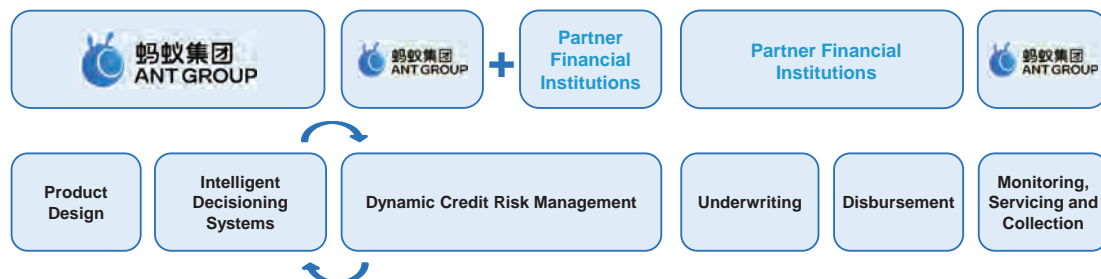 蚂蚁集团
ANT GROUP
蚂蚁集团
ANT GROUP
+
Partner
Financial
Institutions
Partner Financial
Institutions
蚂蚁集团
ANT GROUP
Product
Design
Intelligent
Decisioning
Systems
Dynamic Credit Risk Management
Underwriting
Disbursement
Monitoring,
Servicing and
Collection